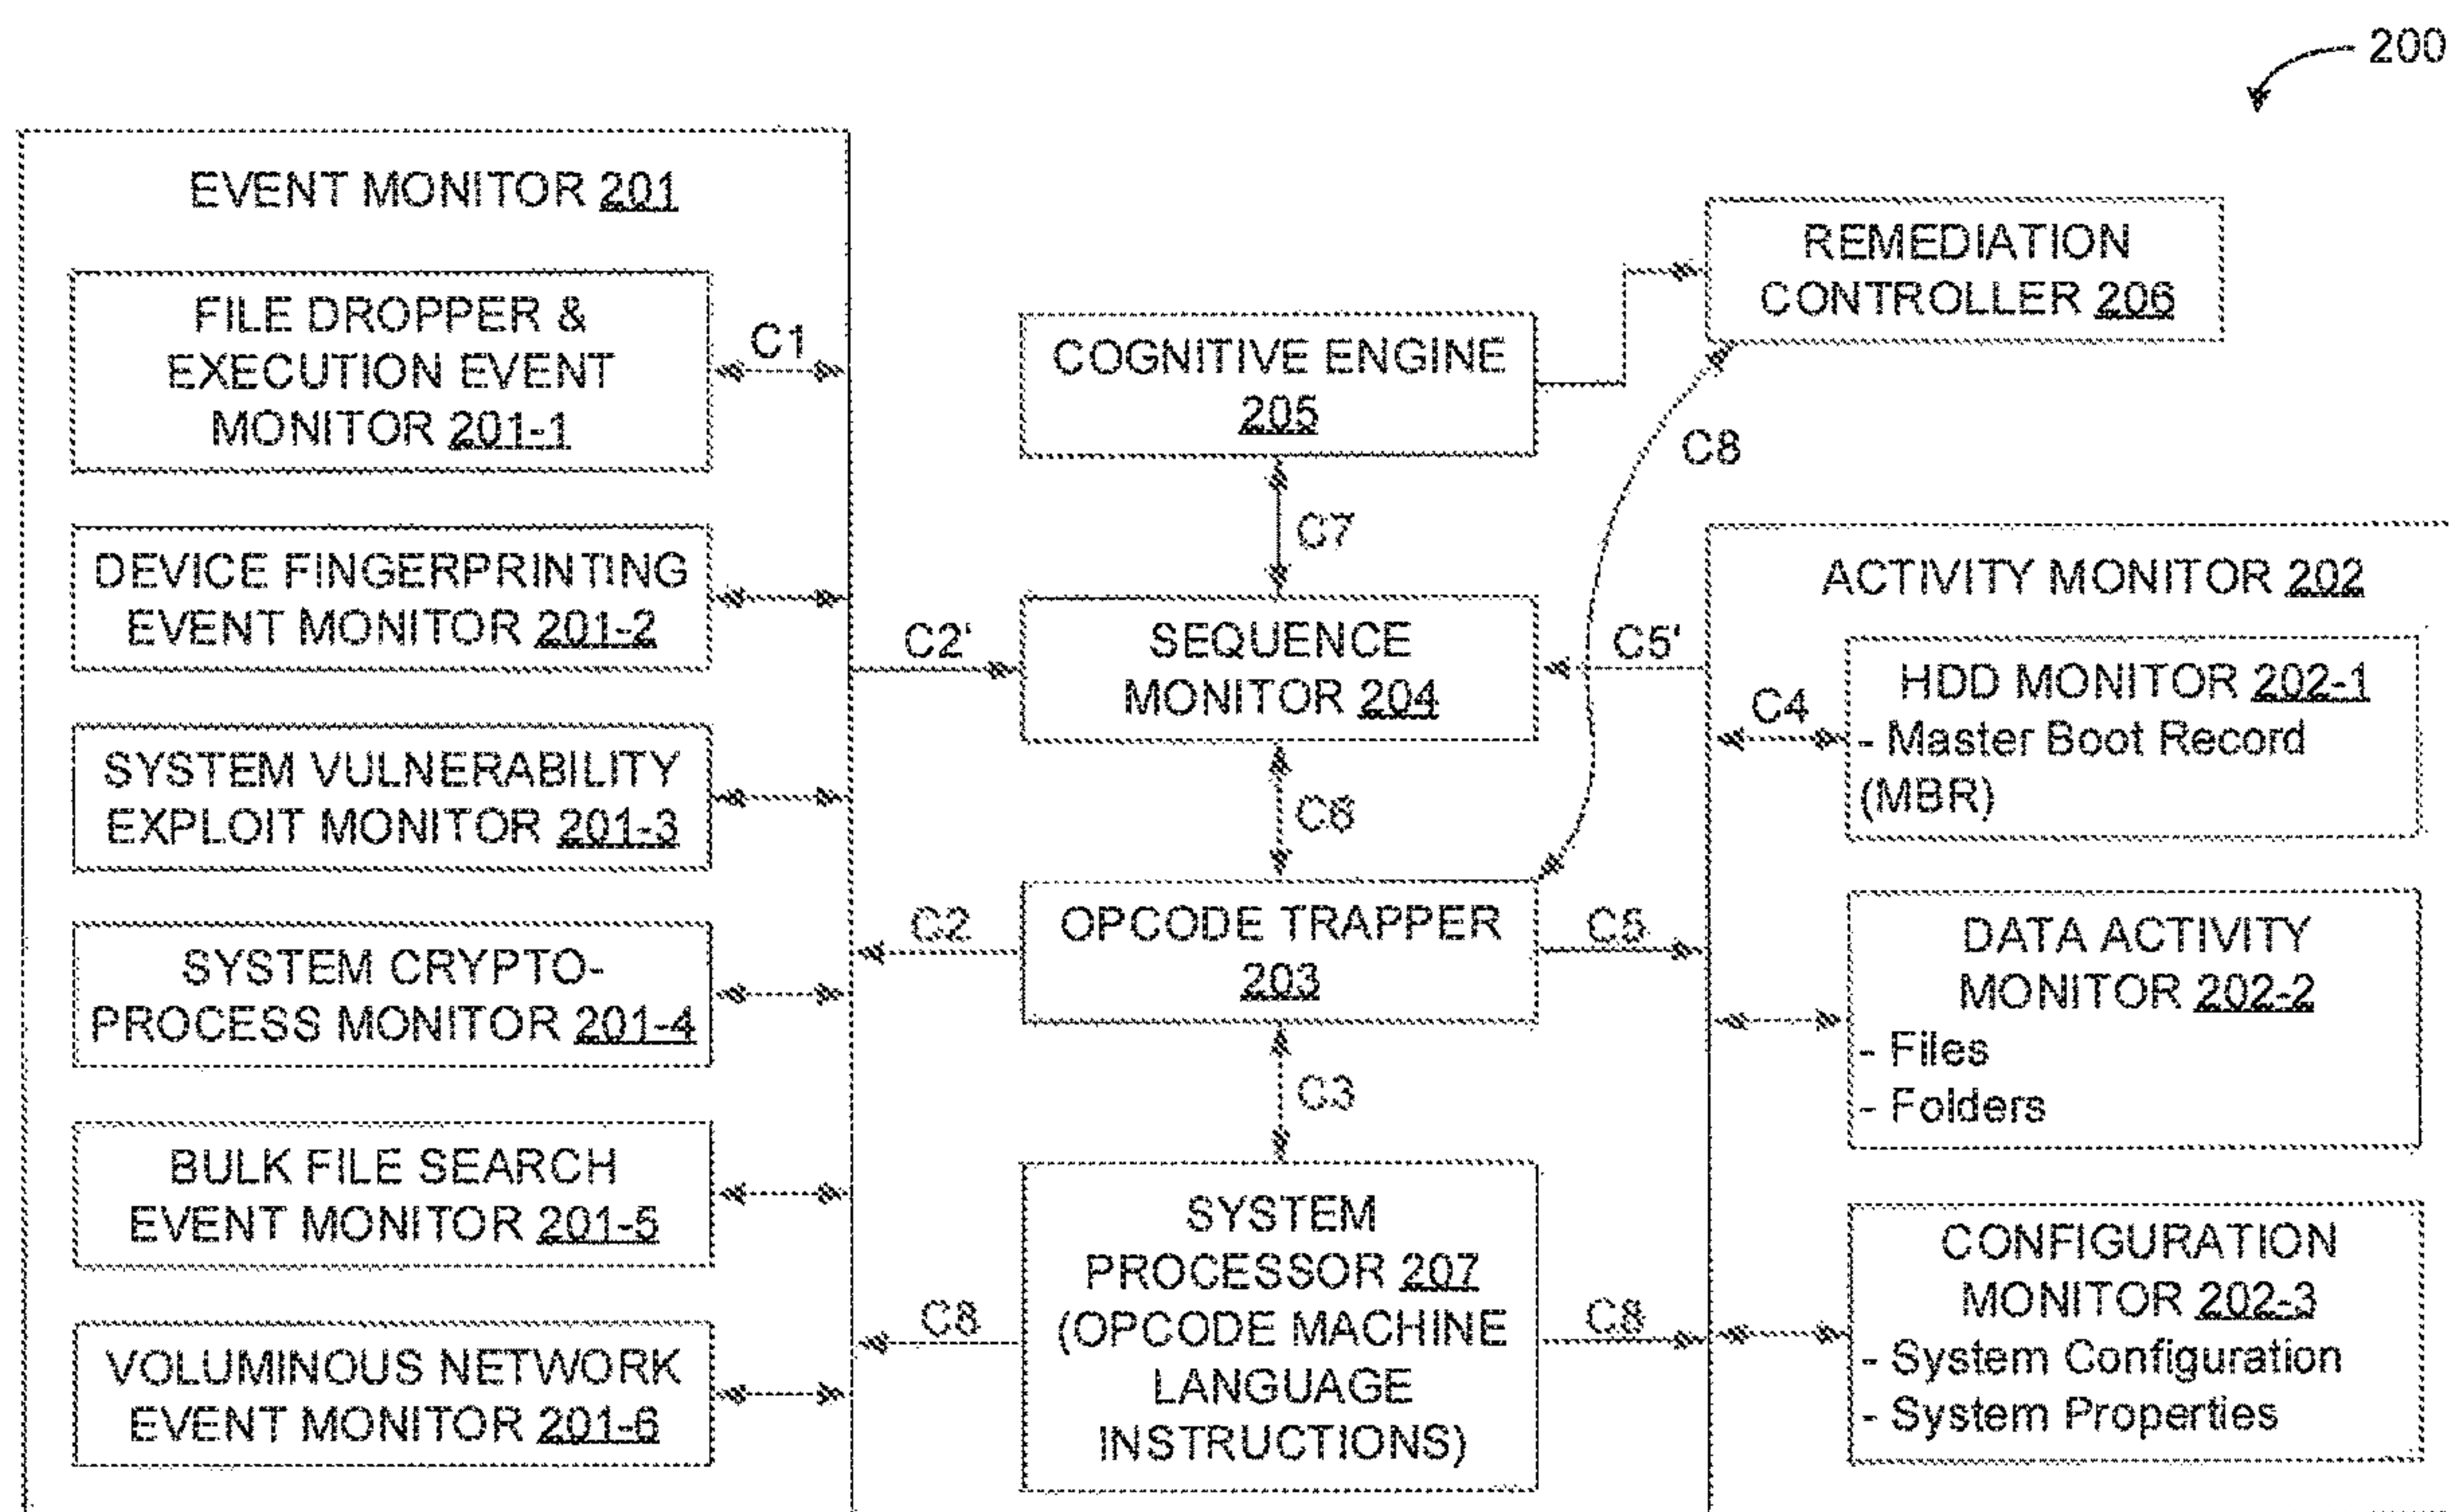 200
EVENT MONITOR 201
FILE DROPPER &
EXECUTION EVENT
MONITOR 201-1
C1
DEVICE FINGERPRINTING
EVENT MONITOR 201-2
SYSTEM VULNERABILITY
EXPLOIT MONITOR 201-3
SYSTEM CRYPTO-
PROCESS MONITOR 201-4
BULK FILE SEARCH
EVENT MONITOR 201-5
VOLUMINOUS NETWORK
EVENT MONITOR 201-6
C2'
C2
C8
COGNITIVE ENGINE
205
C7
SEQUENCE
MONITOR 204
C6
OPCODE TRAPPER
203
C3
SYSTEM
PROCESSOR 207
(OPCODE MACHINE
LANGUAGE
INSTRUCTIONS)
REMEDIATION
CONTROLLER 206
C8
C5'
C5
C8
ACTIVITY MONITOR 202
C4
HDD MONITOR 202-1
- Master Boot Record
(MBR)
DATA ACTIVITY
MONITOR 202-2
- Files
- Folders
CONFIGURATION
MONITOR 202-3
- System Configuration
- System Properties